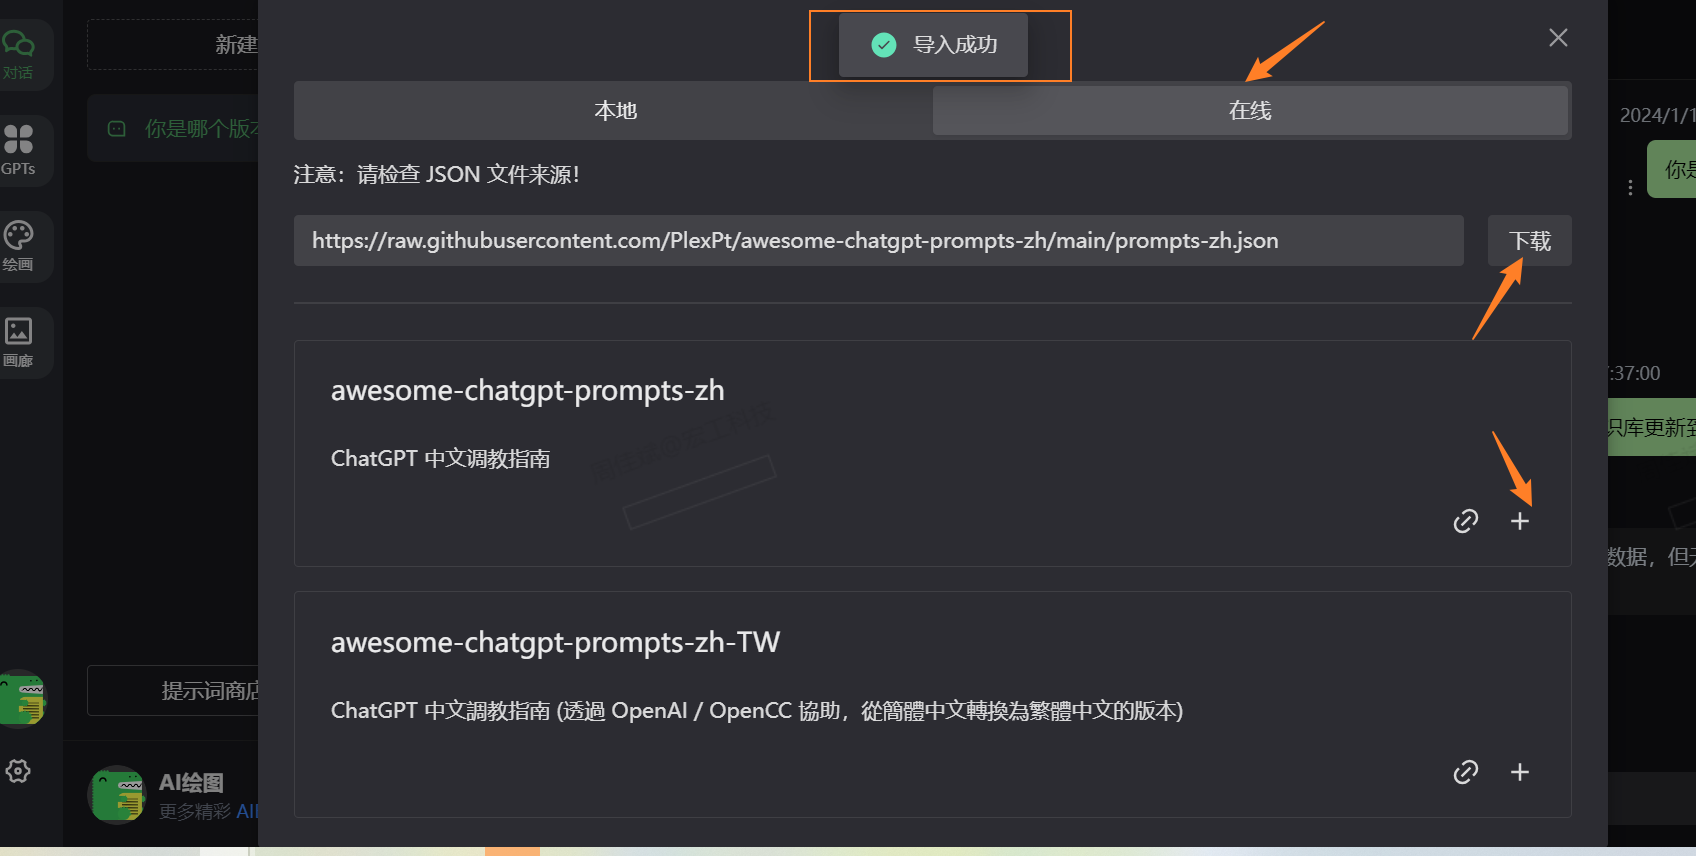 对话
GPTs
绘画
画廊
新建
你是哪个版本
提示词商店
AI绘图
更多精彩
导入成功
本地
在线
注意：请检查 JSON 文件来源！
https://raw.githubusercontent.com/PlexPt/awesome-chatgpt-prompts-zh/main/prompts-zh.json
下载
awesome-chatgpt-prompts-zh
ChatGPT 中文调教指南
awesome-chatgpt-prompts-zh-TW
ChatGPT 中文調教指南 (透過 OpenAI / OpenCC 協助，從簡體中文轉換為繁體中文的版本)
2024/1/1
你是
:37:00
识库更新至
数据，但无